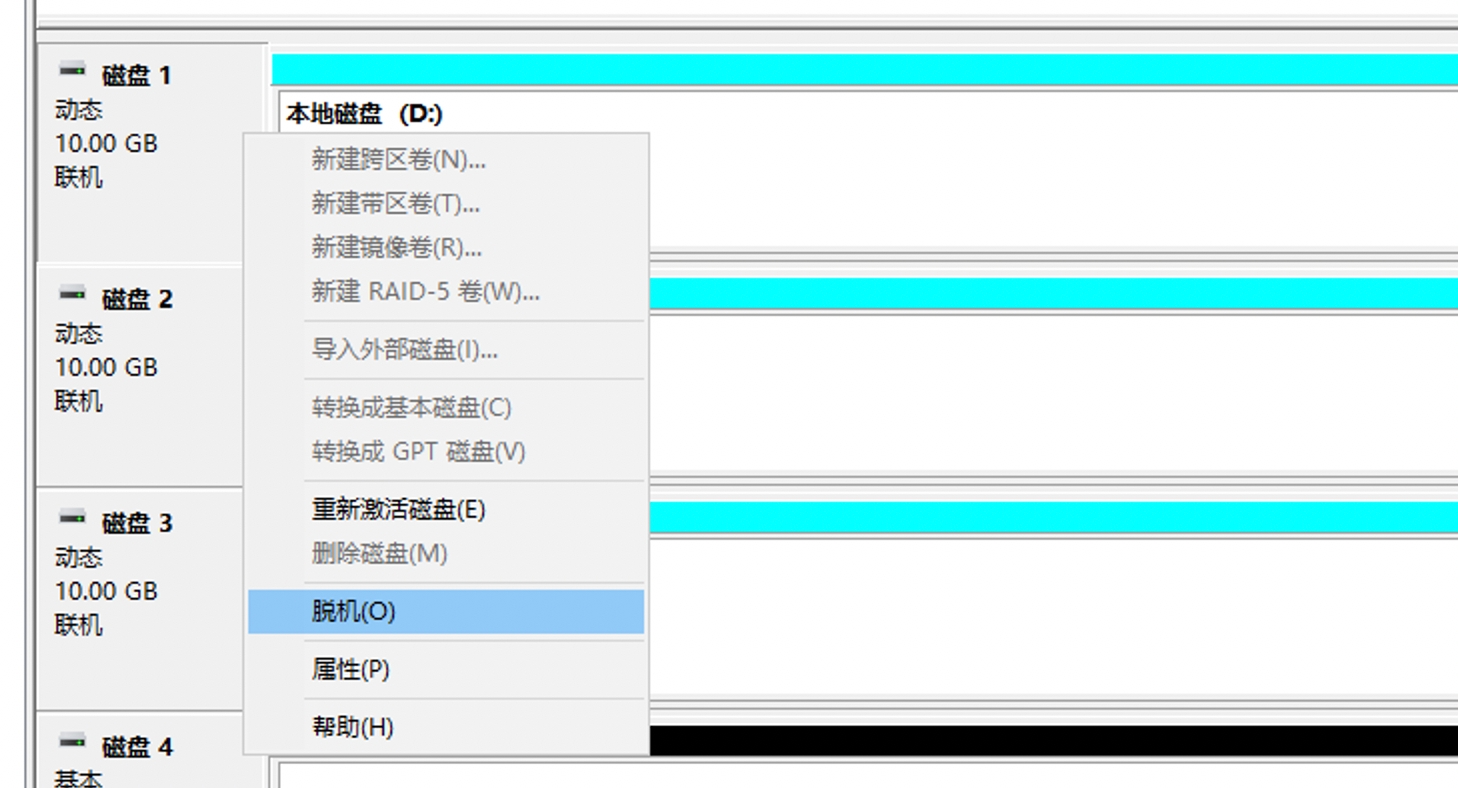 磁盘 1
动态
10.00 GB
联机
本地磁盘 (D:)
新建跨区卷(N)...
新建带区卷(T)...
新建镜像卷(R)...
新建 RAID-5 卷(W)...
导入外部磁盘(I)...
转换成基本磁盘(C)
转换成 GPT 磁盘(V)
重新激活磁盘(E)
删除磁盘(M)
脱机(O)
属性(P)
帮助(H)
磁盘 2
动态
10.00 GB
联机
磁盘 3
动态
10.00 GB
联机
磁盘 4
基本